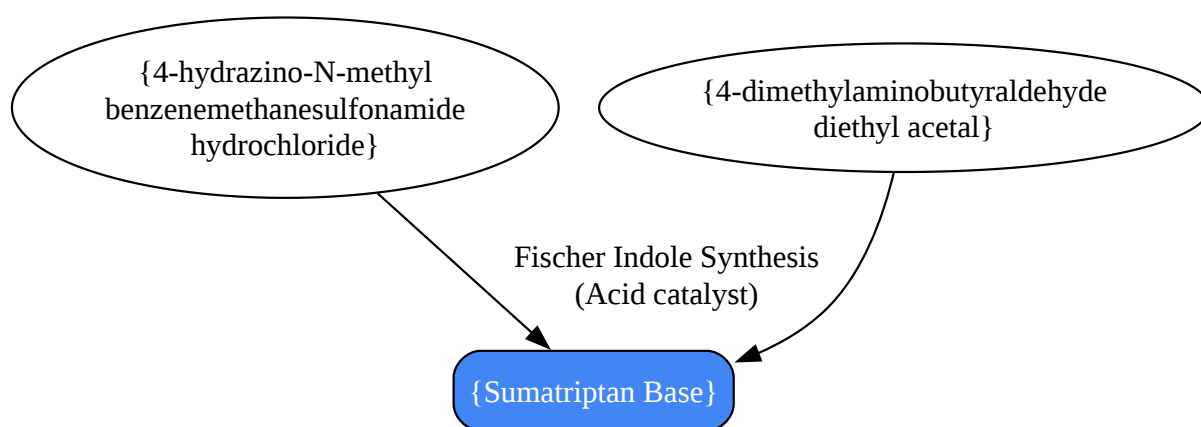 {4-hydrazino-N-methyl
benzenemethanesulfonamide
hydrochloride}
{4-dimethylaminobutyraldehyde
diethyl acetal}
Fischer Indole Synthesis
(Acid catalyst)
{Sumatriptan Base}